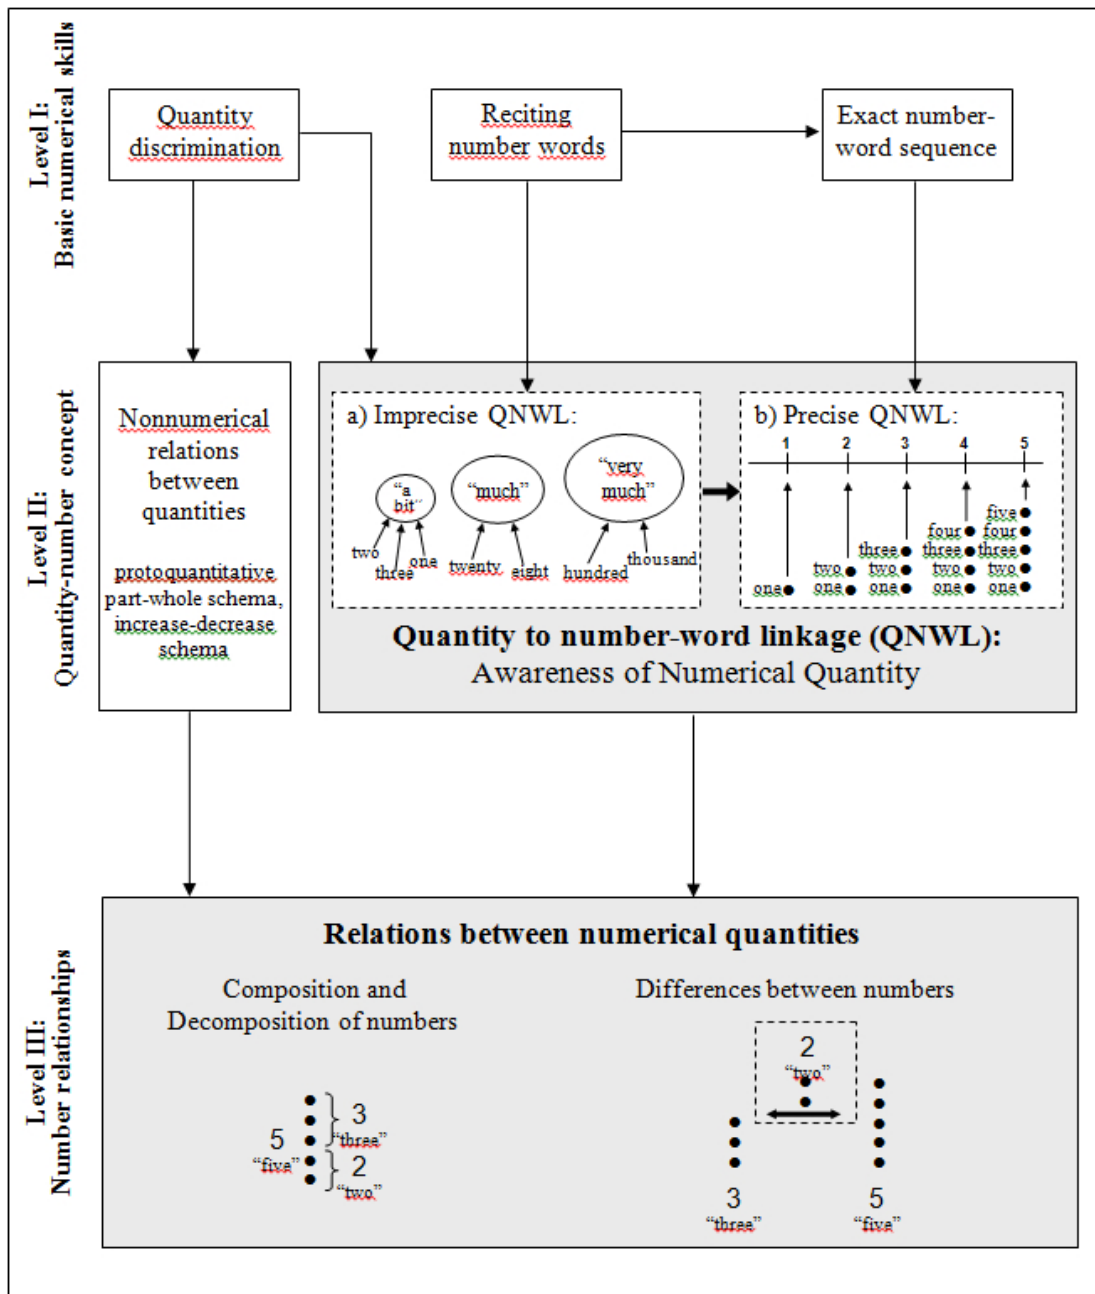 Level I:
Basic numerical skills
Quantity
discrimination
Reciting
number words
Exact number-
word sequence
Level II:
Quantity-number concept
Nonnumerical
relations
between
quantities
protoquantitative
part-whole schema,
increase-decrease
schema
a) Imprecise QNWL:
“a
bit”
“much”
“very
much”
two
three
one
twenty
eight
hundred
thousand
b) Precise QNWL:
1 2 3 4 5
five
four four
three three three
two two two two
one one one one one
Quantity to number-word linkage (QNWL):
Awareness of Numerical Quantity
Level III:
Number relationships
Relations between numerical quantities
Composition and
Decomposition of numbers
5
“five”
3
“three”
2
“two”
Differences between numbers
2
“two”
3
“three”
5
“five”